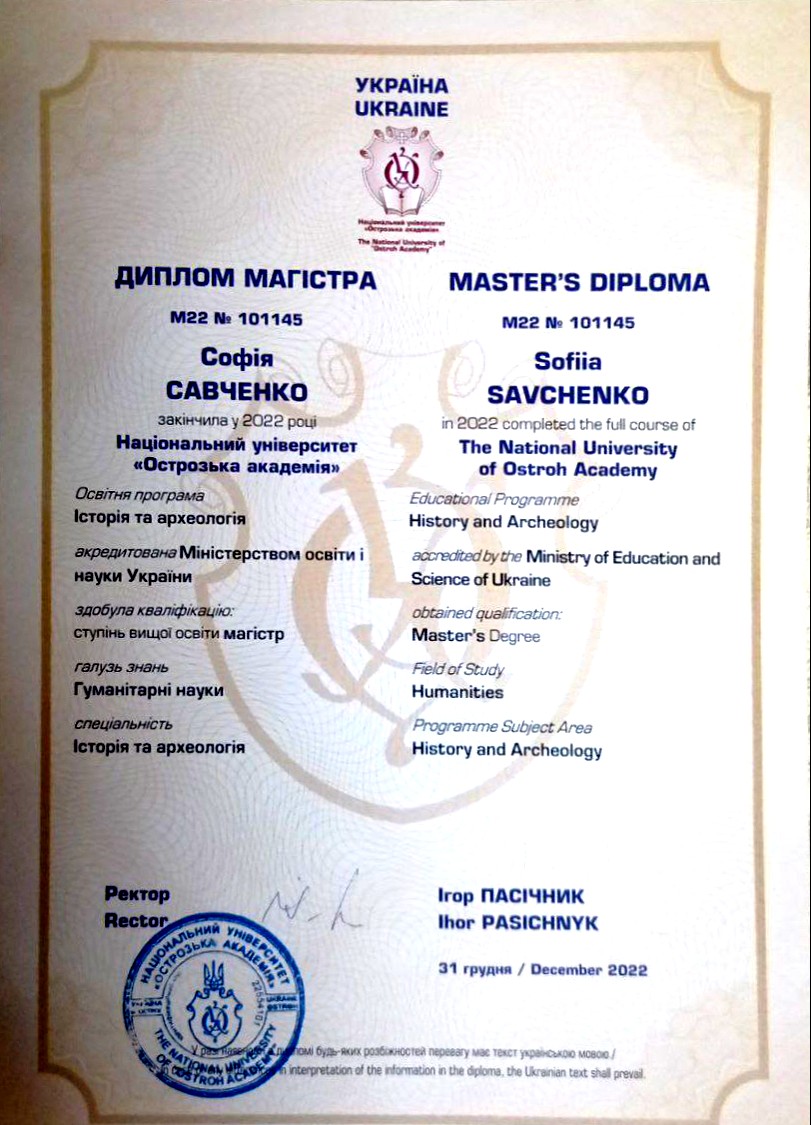 УКРАЇНА
UKRAINE
Національний університет
«Острозька академія»
The National University of
"Ostroh Academy"
ДИПЛОМ МАГІСТРА
М22 № 101145
Софія
САВЧЕНКО
закінчила у 2022 році
Національний університет
«Острозька академія»
Освітня програма
Історія та археологія
акредитована Міністерством освіти і
науки України
здобула кваліфікацію:
ступінь вищої освіти магістр
галузь знань
Гуманітарні науки
спеціальність
Історія та археологія
MASTER'S DIPLOMA
M22 № 101145
Sofiia
SAVCHENKO
in 2022 completed the full course of
The National University
of Ostroh Academy
Educational Programme
History and Archeology
accredited by the Ministry of Education and
Science of Ukraine
obtained qualification:
Master's Degree
Field of Study
Humanities
Programme Subject Area
History and Archeology
Ректор
Rector
Ігор ПАСІЧНИК
Ihor PASICHNYK
31 грудня / December 2022
НАЦІОНАЛЬНИЙ УНІВЕРСИТЕТ
«ОСТРОЗЬКА АКАДЕМІЯ»
22554101
THE NATIONAL UNIVERSITY
OF OSTROH ACADEMY
У разі будь-яких розбіжностей перевагу має текст українською мовою /
in interpretation of the information in the diploma, the Ukrainian text shall prevail.